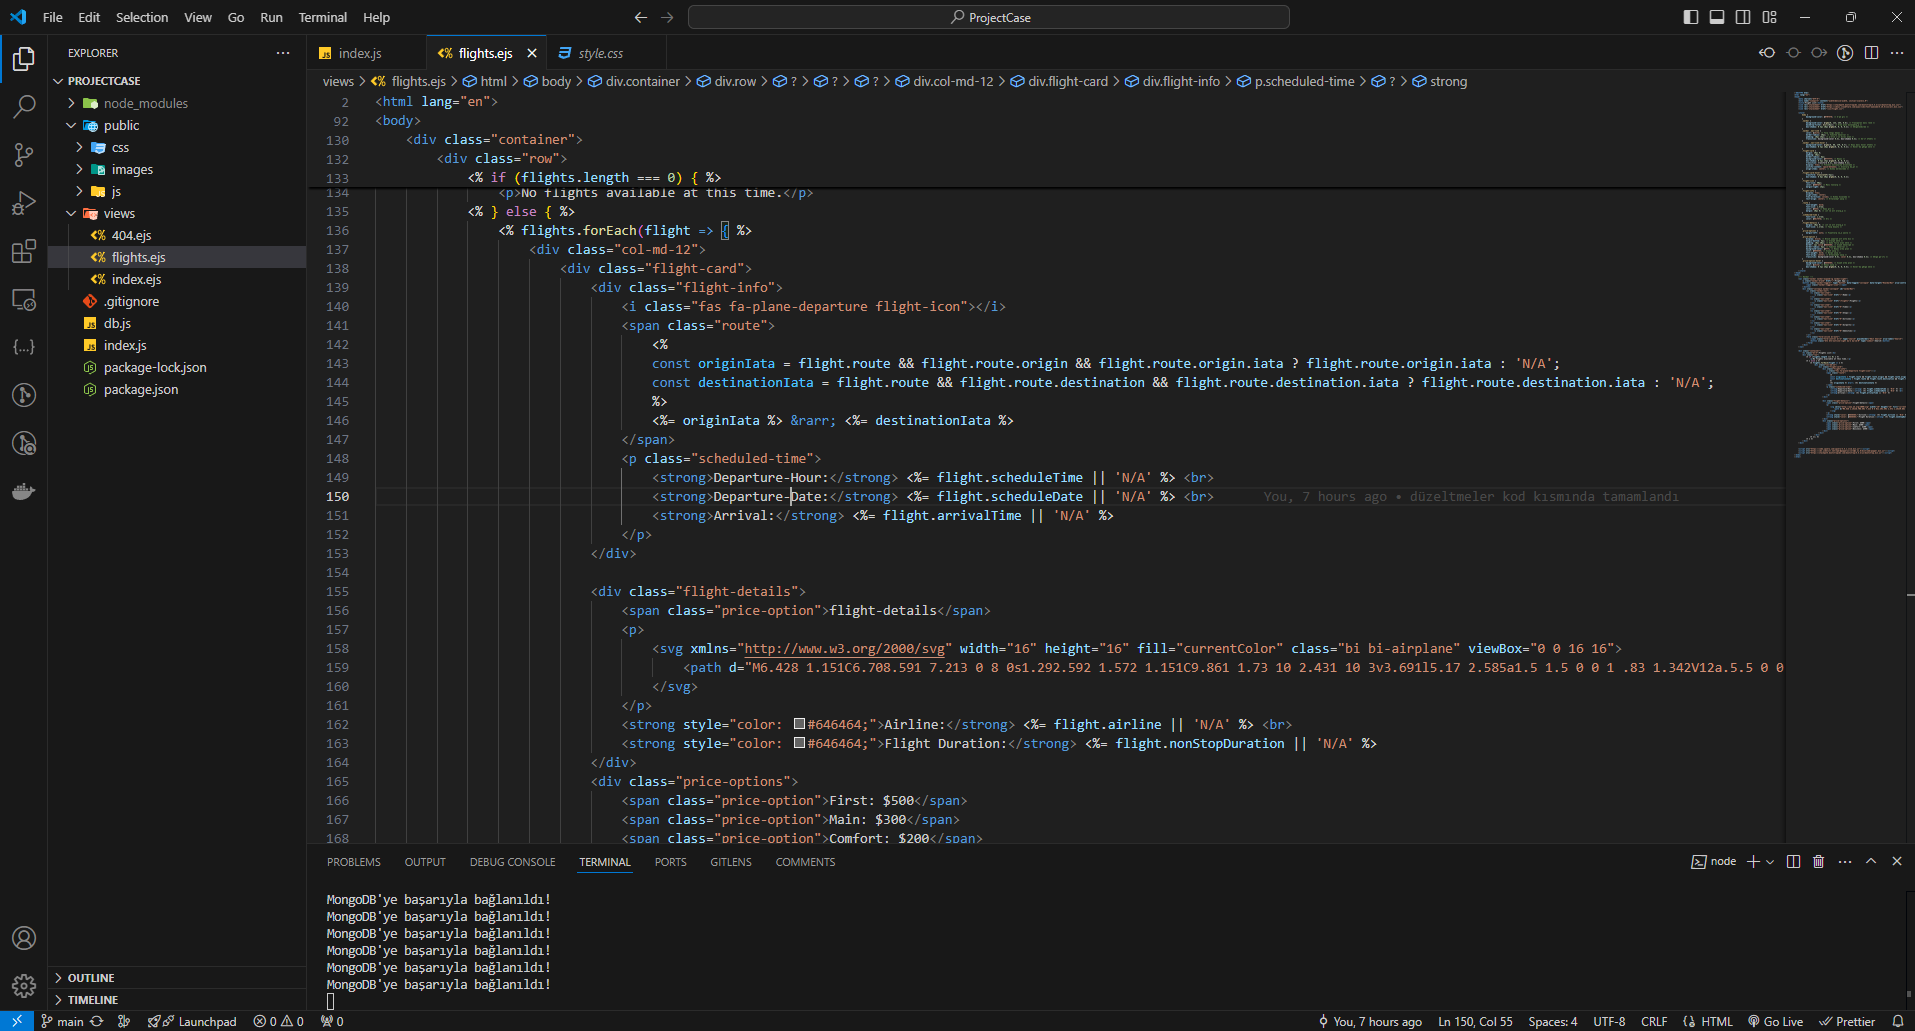 File Edit Selection View Go Run Terminal Help
ProjectCase
EXPLORER
PROJECTCASE
node_modules
public
css
images
js
views
404.ejs
flights.ejs
index.ejs
.gitignore
db.js
index.js
package-lock.json
package.json
OUTLINE
TIMELINE
index.js flights.ejs style.css
views > flights.ejs > html > body > div.container > div.row > ? > ? > ? > div.col-md-12 > div.flight-card > div.flight-info > p.scheduled-time > ? > strong
2 <html lang="en">
92 <body>
130 <div class="container">
132 <div class="row">
133 <% if (flights.length === 0) { %>
134 <p>No flights available at this time.</p>
135 <% } else { %>
136 <% flights.forEach(flight => { %>
137 <div class="col-md-12">
138 <div class="flight-card">
139 <div class="flight-info">
140 <i class="fas fa-plane-departure flight-icon"></i>
141 <span class="route">
142 <%
143 const originIata = flight.route && flight.route.origin && flight.route.origin.iata ? flight.route.origin.iata : 'N/A';
144 const destinationIata = flight.route && flight.route.destination && flight.route.destination.iata ? flight.route.destination.iata : 'N/A';
145 %>
146 <%= originIata %> &rarr; <%= destinationIata %>
147 </span>
148 <p class="scheduled-time">
149 <strong>Departure-Hour:</strong> <%= flight.scheduleTime || 'N/A' %> <br>
150 <strong>Departure-Date:</strong> <%= flight.scheduleDate || 'N/A' %> <br> You, 7 hours ago • düzeltmeler kod kısmında tamamlandı
151 <strong>Arrival:</strong> <%= flight.arrivalTime || 'N/A' %>
152 </p>
153 </div>
154
155 <div class="flight-details">
156 <span class="price-option">flight-details</span>
157 <p>
158 <svg xmlns="http://www.w3.org/2000/svg" width="16" height="16" fill="currentColor" class="bi bi-airplane" viewBox="0 0 16 16">
159 <path d="M6.428 1.151C6.708.591 7.213 0 8 0s1.292.592 1.572 1.151C9.861 1.73 10 2.431 10 3v3.691l5.17 2.585a1.5 1.5 0 0 1 .83 1.342V12a.5.5 0 0
160 </svg>
161 </p>
162 <strong style="color: #646464;">Airline:</strong> <%= flight.airline || 'N/A' %> <br>
163 <strong style="color: #646464;">Flight Duration:</strong> <%= flight.nonStopDuration || 'N/A' %>
164 </div>
165 <div class="price-options">
166 <span class="price-option">First: $500</span>
167 <span class="price-option">Main: $300</span>
168 <span class="price-option">Comfort: $200</span>
PROBLEMS OUTPUT DEBUG CONSOLE TERMINAL PORTS GITLENS COMMENTS
node
MongoDB'ye başarıyla bağlanıldı!
MongoDB'ye başarıyla bağlanıldı!
MongoDB'ye başarıyla bağlanıldı!
MongoDB'ye başarıyla bağlanıldı!
MongoDB'ye başarıyla bağlanıldı!
MongoDB'ye başarıyla bağlanıldı!
main Launchpad 0 0 0 You, 7 hours ago Ln 150, Col 55 Spaces: 4 UTF-8 CRLF HTML Go Live Prettier